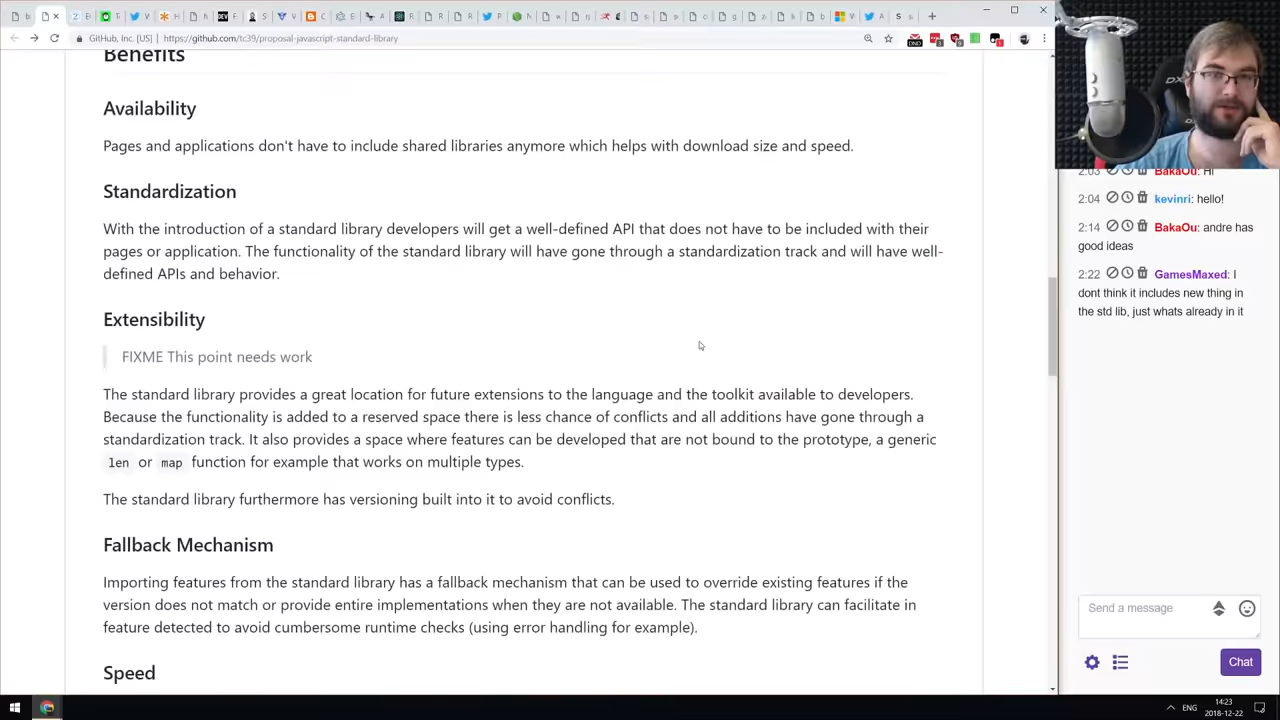 GitHub, Inc. [US] | https://github.com/tc39/proposal-javascript-standard-library
Benefits
Availability
Pages and applications don't have to include shared libraries anymore which helps with download size and speed.
Standardization
With the introduction of a standard library developers will get a well-defined API that does not have to be included with their
pages or application. The functionality of the standard library will have gone through a standardization track and will have well-
defined APIs and behavior.
Extensibility
FIXME This point needs work
The standard library provides a great location for future extensions to the language and the toolkit available to developers.
Because the functionality is added to a reserved space there is less chance of conflicts and all additions have gone through a
standardization track. It also provides a space where features can be developed that are not bound to the prototype, a generic
len or map function for example that works on multiple types.
The standard library furthermore has versioning built into it to avoid conflicts.
Fallback Mechanism
Importing features from the standard library has a fallback mechanism that can be used to override existing features if the
version does not match or provide entire implementations when they are not available. The standard library can facilitate in
feature detected to avoid cumbersome runtime checks (using error handling for example).
Speed
2:03 BakaOu: Hi
2:04 kevinri: hello!
2:14 BakaOu: andre has
good ideas
2:22 GamesMaxed: I
dont think it includes new thing in
the std lib, just whats already in it
Send a message
Chat
ENG
14:23
2018-12-22